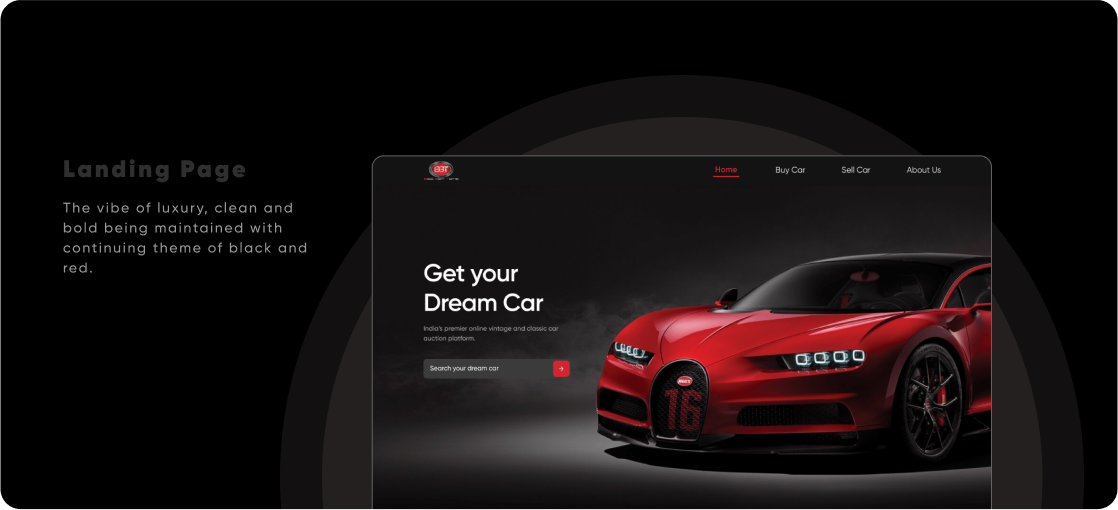 Landing Page
The vibe of luxury, clean and
bold being maintained with
continuing theme of black and
red.
Home
Buy Car
Sell Car
About Us
Get your
Dream Car
India's premier online vintage and classic car
auction platform.
Search your dream car
16